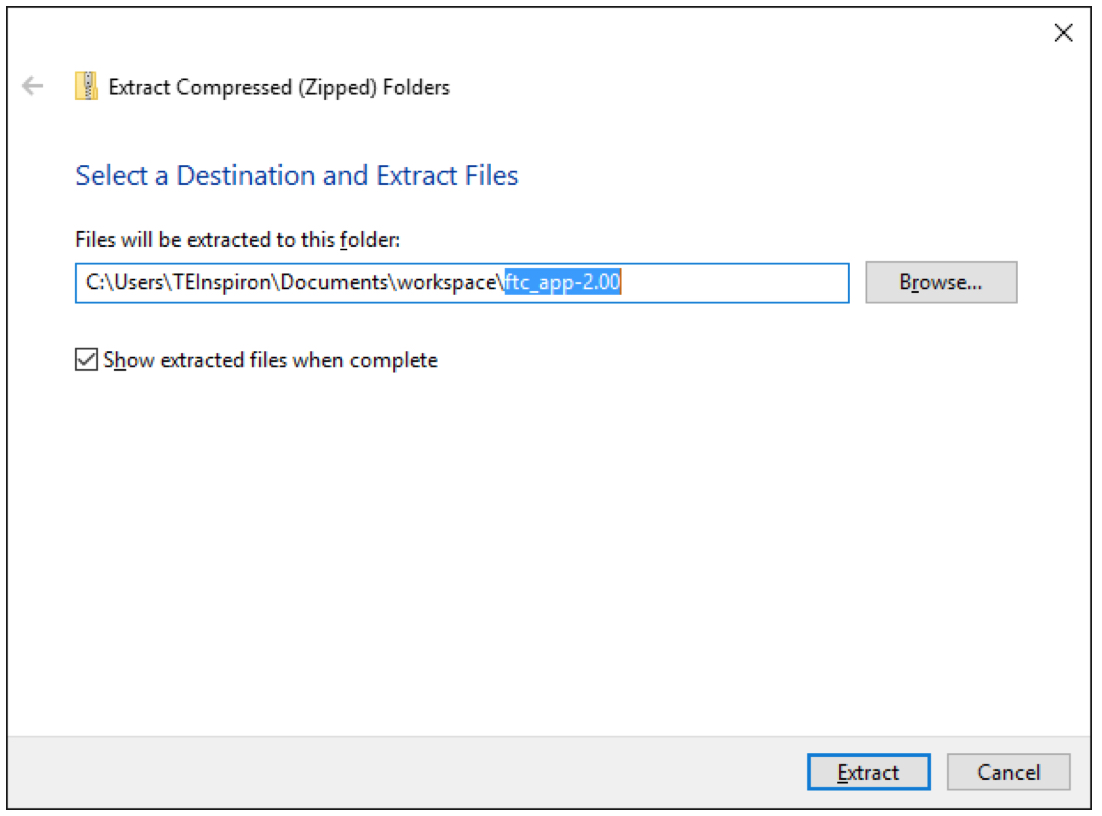 Extract Compressed (Zipped) Folders
Select a Destination and Extract Files
Files will be extracted to this folder:
C:\Users\TEInspiron\Documents\workspace\ftc_app-2.00
Browse...
Show extracted files when complete
Extract
Cancel